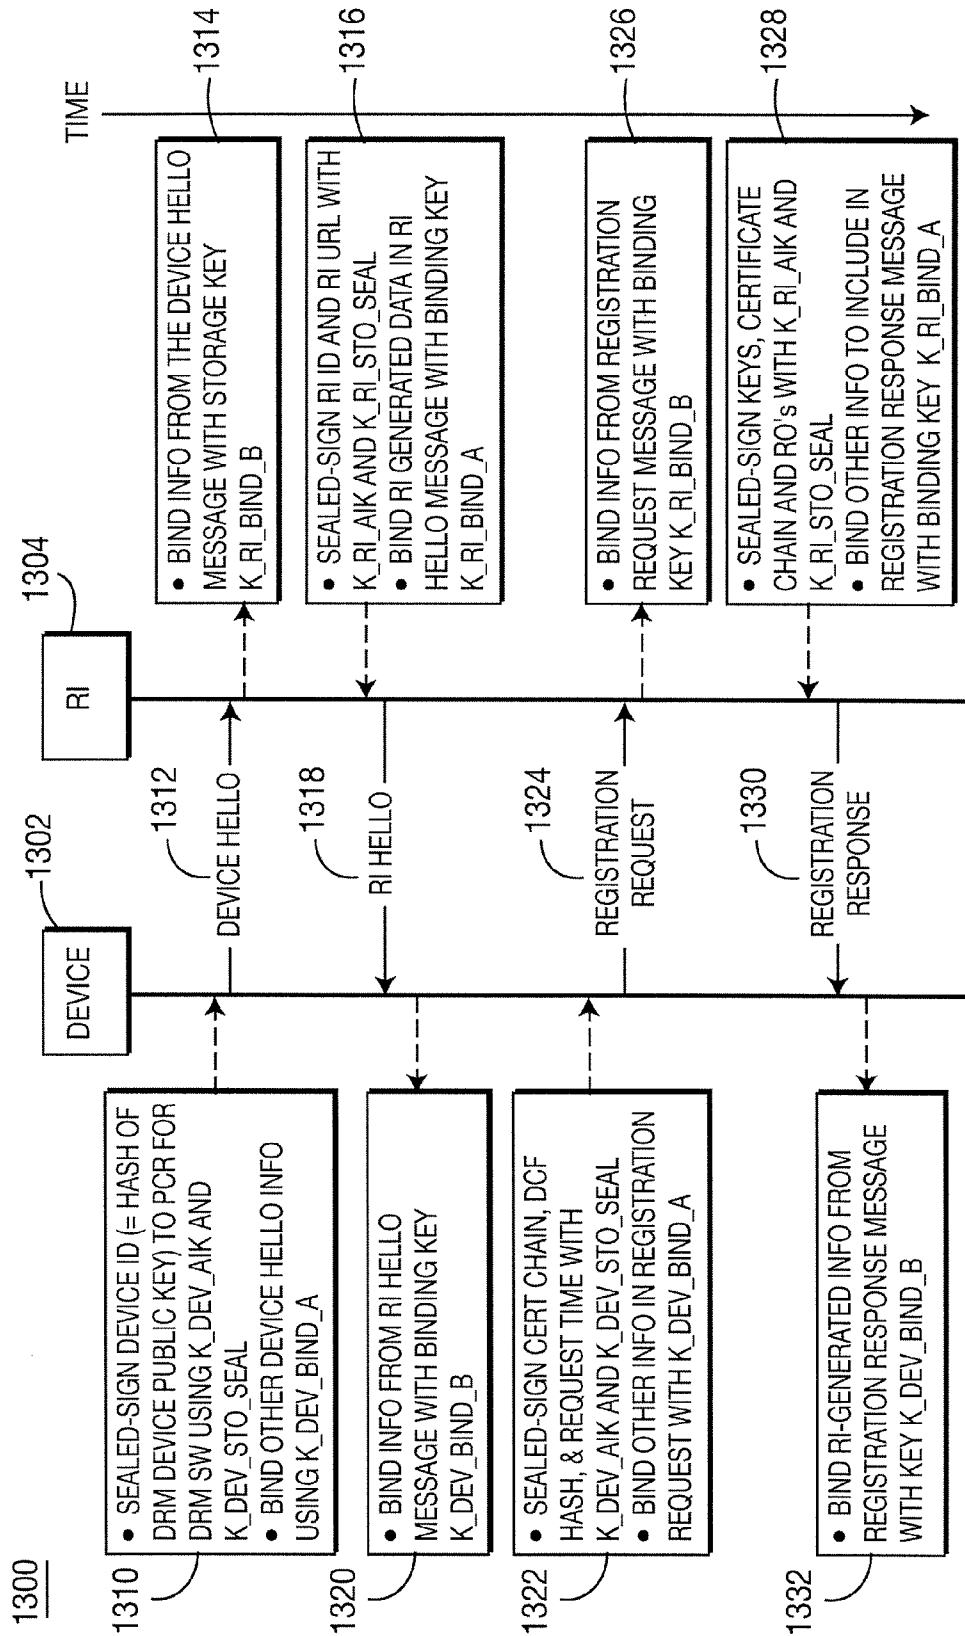 1300
DEVICE
1302
RI
1304
TIME
1310
• SEALED-SIGN DEVICE ID (= HASH OF
DRM DEVICE PUBLIC KEY) TO PCR FOR
DRM SW USING K_DEV_AIK AND
K_DEV_STO_SEAL
• BIND OTHER DEVICE HELLO INFO
USING K_DEV_BIND_A
1312
DEVICE HELLO
1314
• BIND INFO FROM THE DEVICE HELLO
MESSAGE WITH STORAGE KEY
K_RI_BIND_B
1316
• SEALED-SIGN RI ID AND RI URL WITH
K_RI_AIK AND K_RI_STO_SEAL
• BIND RI GENERATED DATA IN RI
HELLO MESSAGE WITH BINDING KEY
K_RI_BIND_A
1318
RI HELLO
1320
• BIND INFO FROM RI HELLO
MESSAGE WITH BINDING KEY
K_DEV_BIND_B
1322
• SEALED-SIGN CERT CHAIN, DCF
HASH, & REQUEST TIME WITH
K_DEV_AIK AND K_DEV_STO_SEAL
• BIND OTHER INFO IN REGISTRATION
REQUEST WITH K_DEV_BIND_A
1324
REGISTRATION
REQUEST
1326
• BIND INFO FROM REGISTRATION
REQUEST MESSAGE WITH BINDING
KEY K_RI_BIND_B
1328
• SEALED-SIGN KEYS, CERTIFICATE
CHAIN AND RO's WITH K_RI_AIK AND
K_RI_STO_SEAL
• BIND OTHER INFO TO INCLUDE IN
REGISTRATION RESPONSE MESSAGE
WITH BINDING KEY K_RI_BIND_A
1330
REGISTRATION
RESPONSE
1332
• BIND RI-GENERATED INFO FROM
REGISTRATION RESPONSE MESSAGE
WITH KEY K_DEV_BIND_B